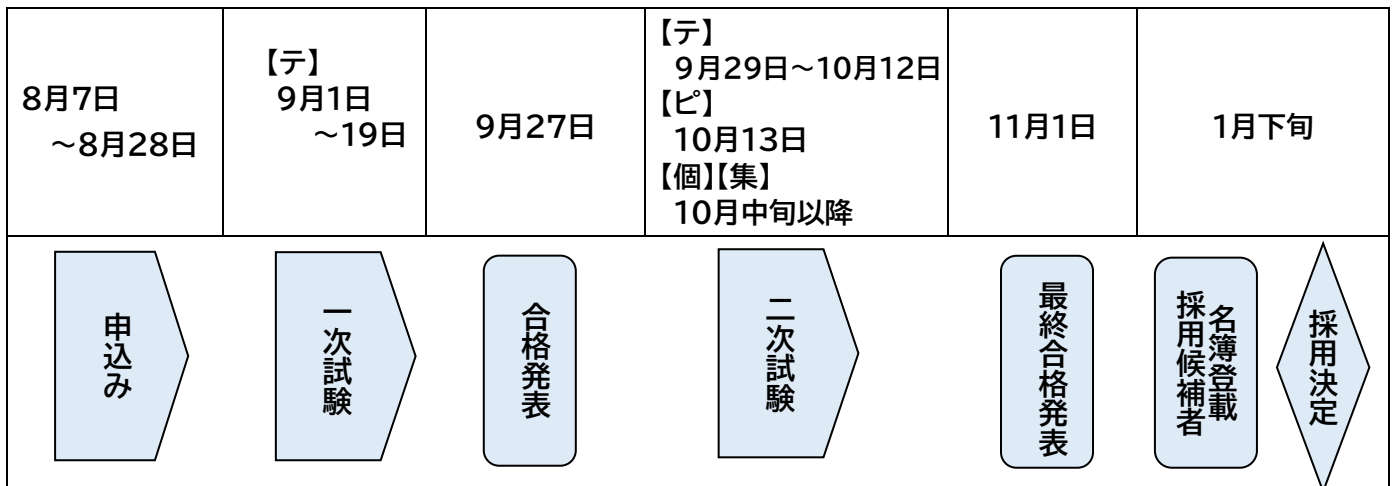 8月7日
～8月28日
【テ】
9月1日
～19日
9月27日
【テ】
9月29日～10月12日
【ピ】
10月13日
【個】【集】
10月中旬以降
11月1日
1月下旬
申込み
一次試験
合格発表
二次試験
最終合格発表
採用候補者
名簿登載
採用決定